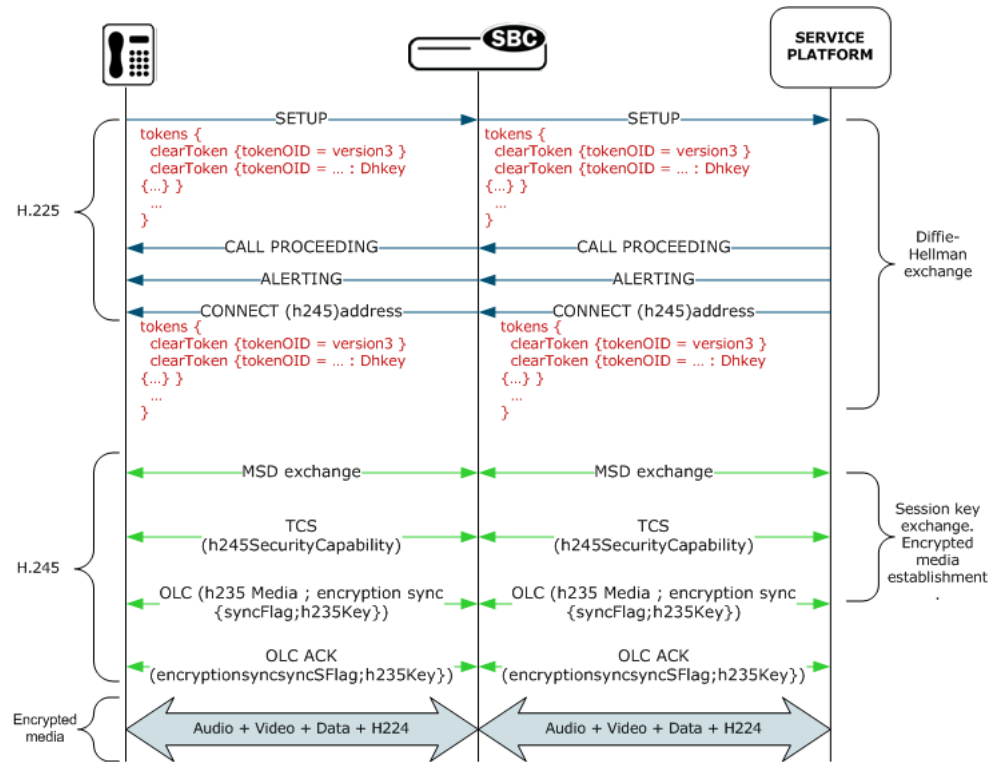 SBC
SERVICE
PLATFORM
SETUP
SETUP
tokens {
clearToken {tokenOID = version3 }
clearToken {tokenOID = ... : Dhkey
{...} }
...
}
tokens {
clearToken {tokenOID = version3 }
clearToken {tokenOID = ... : Dhkey
{...} }
...
}
H.225
CALL PROCEEDING
CALL PROCEEDING
Diffie-
Hellman
exchange
ALERTING
ALERTING
CONNECT (h245)address
CONNECT (h245)address
tokens {
clearToken {tokenOID = version3 }
clearToken {tokenOID = ... : Dhkey
{...} }
...
}
tokens {
clearToken {tokenOID = version3 }
clearToken {tokenOID = ... : Dhkey
{...} }
...
}
MSD exchange
MSD exchange
Session key
exchange.
Encrypted
media
establishment
.
TCS
(h245SecurityCapability)
TCS
(h245SecurityCapability)
H.245
OLC (h235 Media ; encryption sync
{syncFlag;h235Key})
OLC (h235 Media ; encryption sync
{syncFlag;h235Key})
OLC ACK
(encryptionsyncsyncSFlag;h235Key})
OLC ACK
(encryptionsyncsyncSFlag;h235Key})
Encrypted
media
Audio + Video + Data + H224
Audio + Video + Data + H224